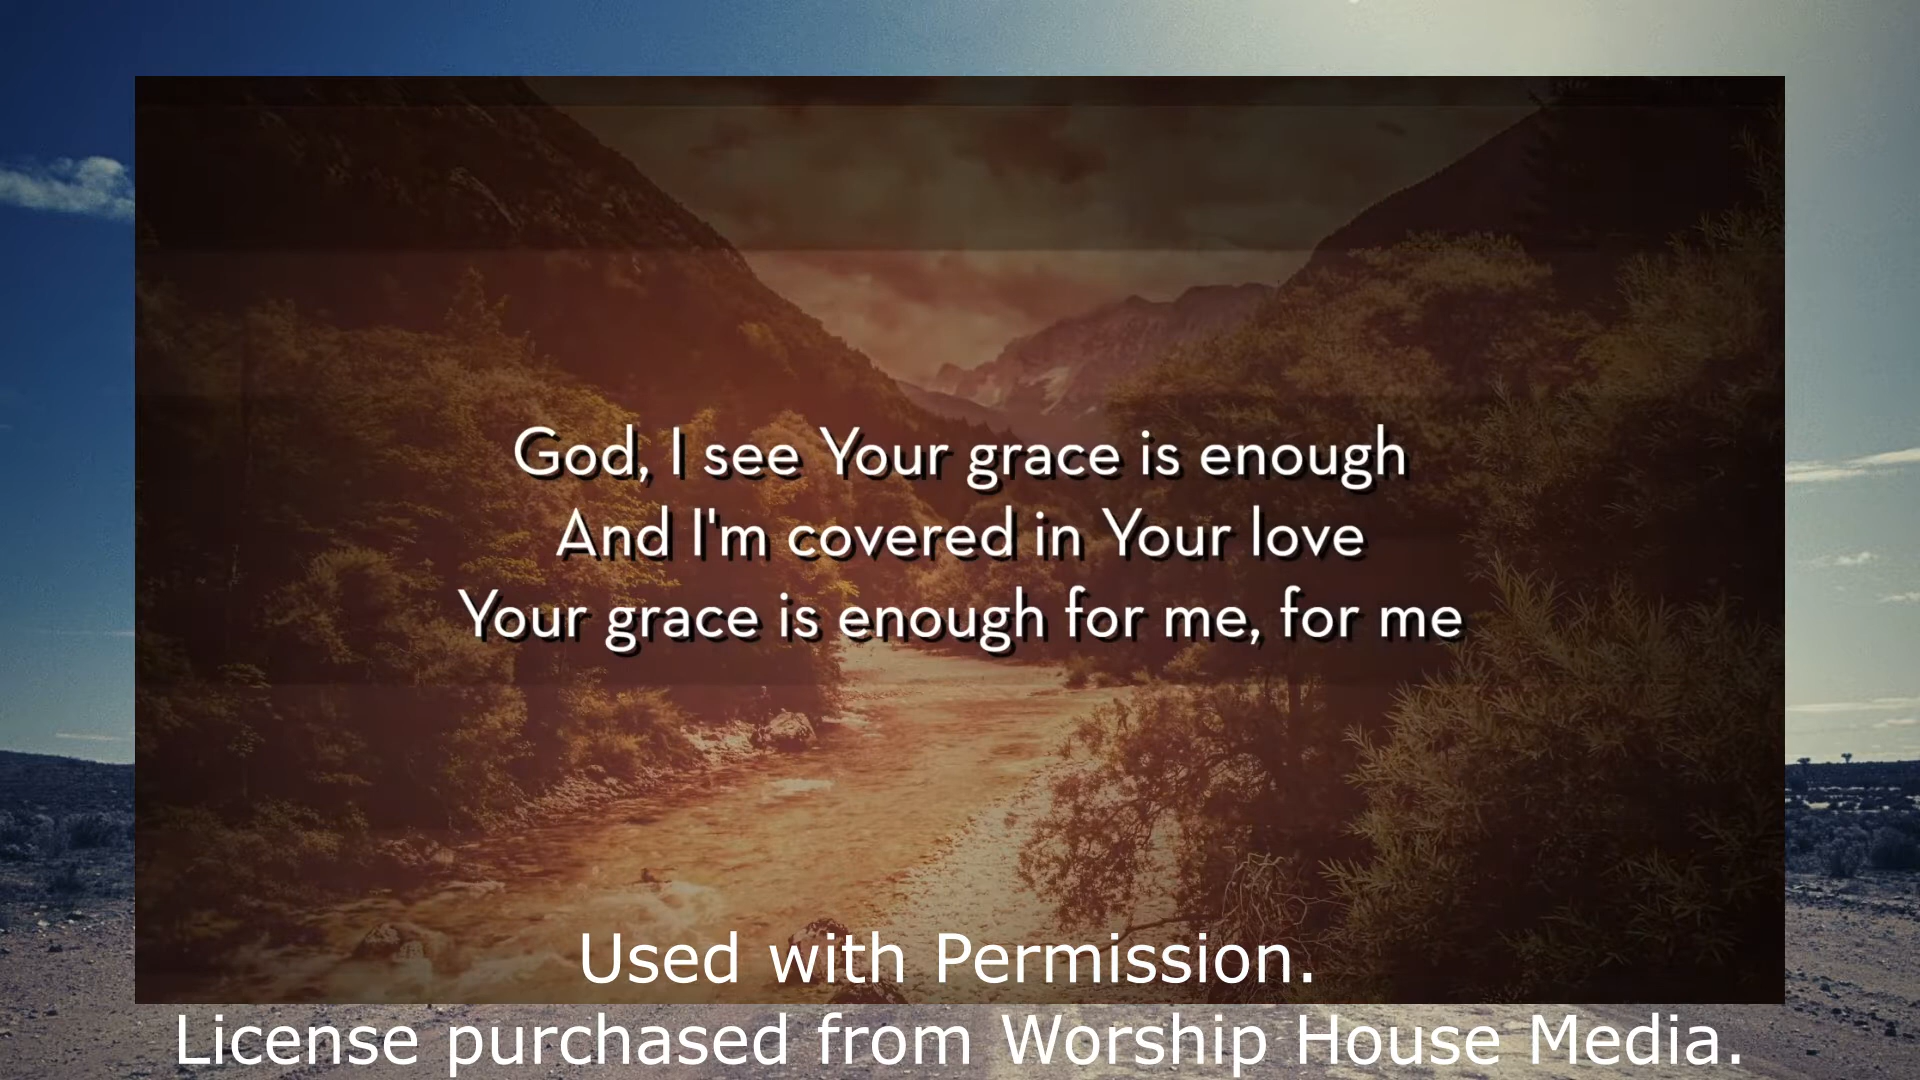 God, I see Your grace is enough
And I'm covered in Your love
Your grace is enough for me, for me
Used with Permission.
License purchased from Worship House Media.